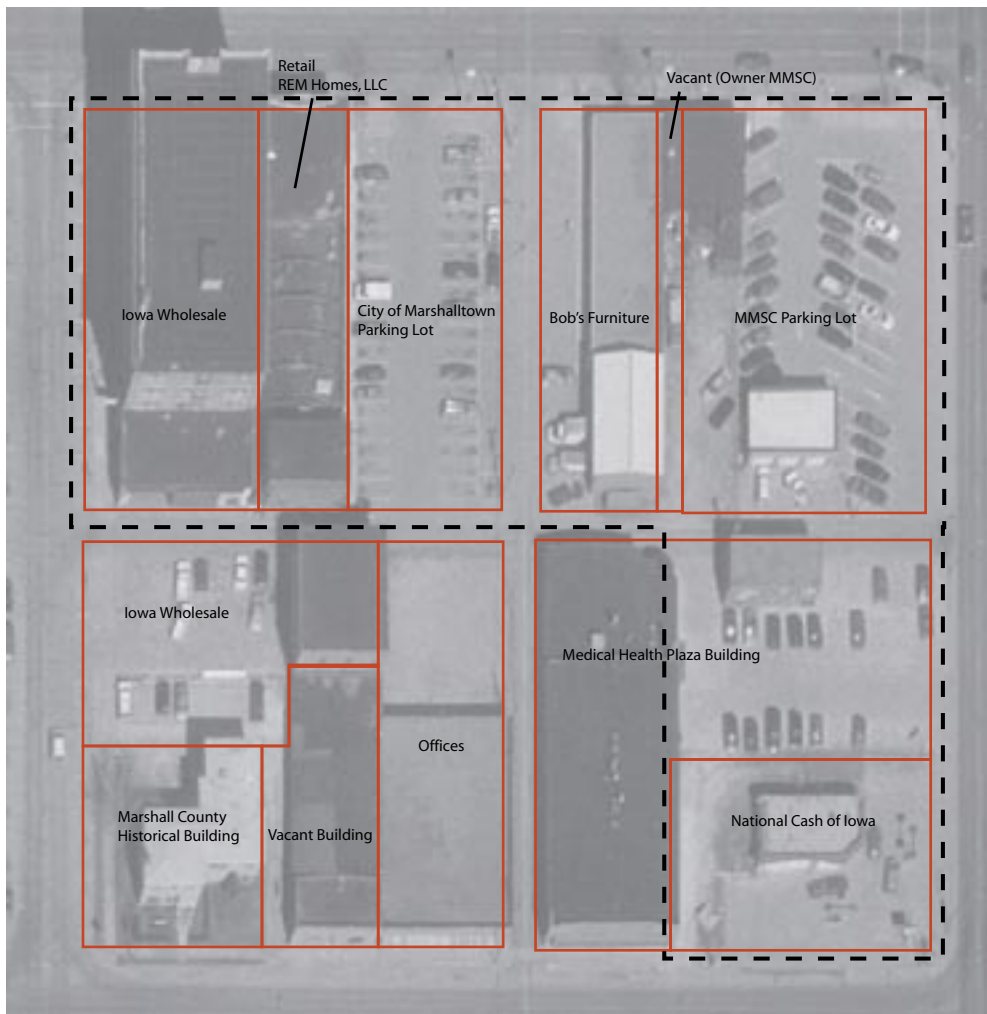 Retail
REM Homes, LLC
Vacant (Owner MMSC)
Iowa Wholesale
City of Marshalltown
Parking Lot
Bob's Furniture
MMSC Parking Lot
Iowa Wholesale
Medical Health Plaza Building
Offices
Marshall County
Historical Building
Vacant Building
National Cash of Iowa